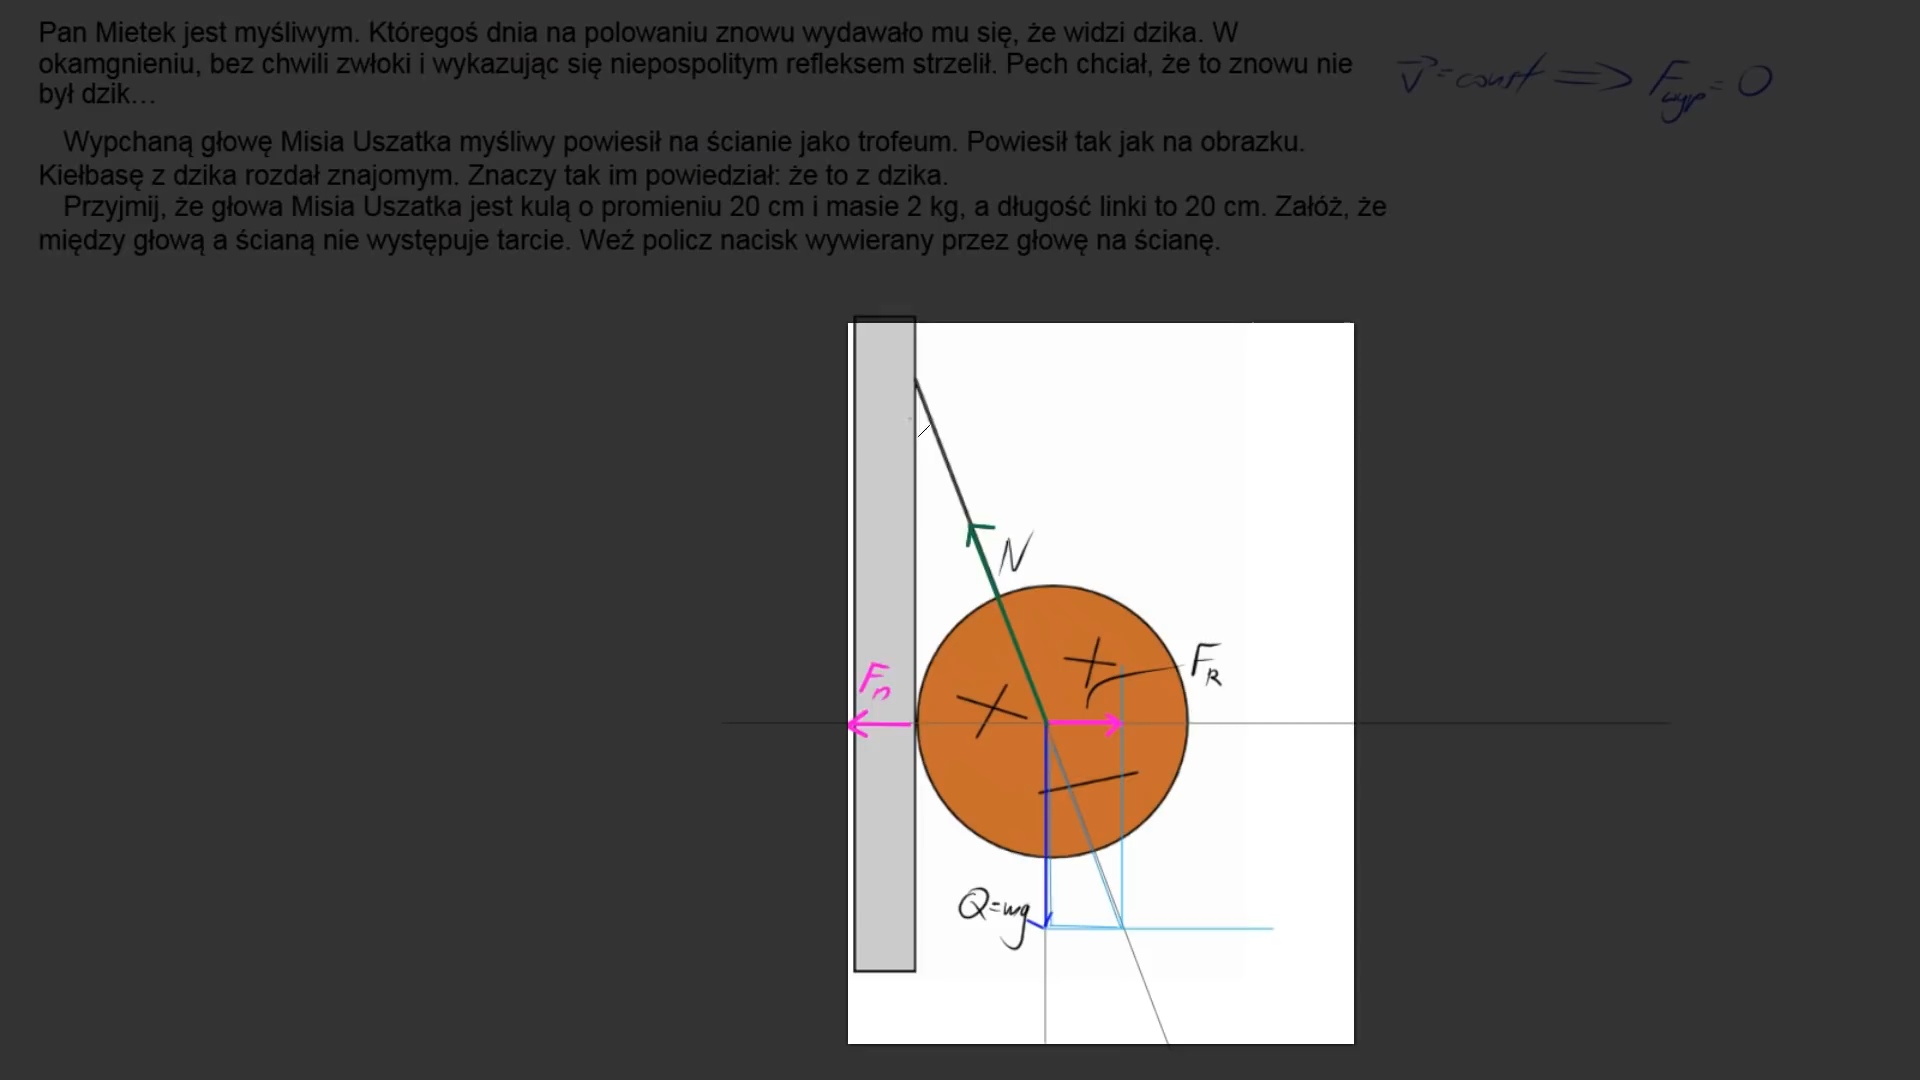 Pan Mietek jest myśliwym. Któregoś dnia na polowaniu znowu wydawało mu się, że widzi dzika. W
okamgnieniu, bez chwili zwłoki i wykazując się niepospolitym refleksem strzelił. Pech chciał, że to znowu nie
był dzik…
v⃗=const => Fwyp=0
Wypchaną głowę Misia Uszatka myśliwy powiesił na ścianie jako trofeum. Powiesił tak jak na obrazku.
Kiełbasę z dzika rozdał znajomym. Znaczy tak im powiedział: że to z dzika.
Przyjmij, że głowa Misia Uszatka jest kulą o promieniu 20 cm i masie 2 kg, a długość linki to 20 cm. Załóż, że
między głową a ścianą nie występuje tarcie. Weź policz nacisk wywierany przez głowę na ścianę.
N
FR
Fn
Q=mg